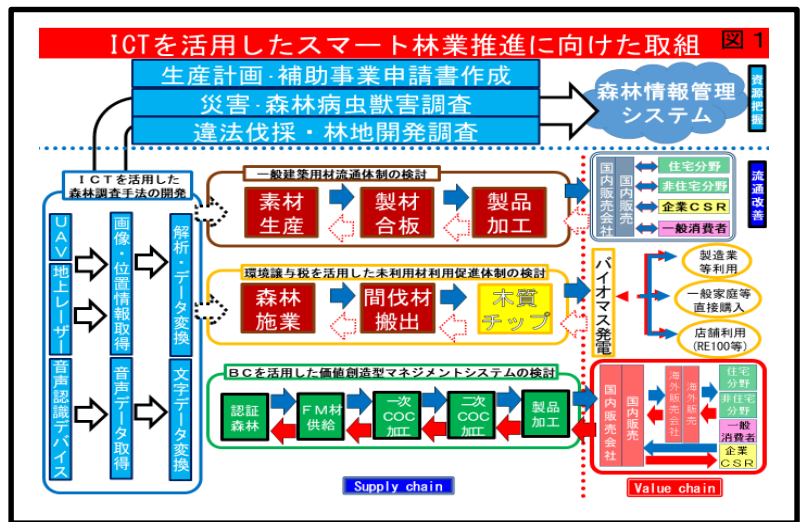 ICTを活用したスマート林業推進に向けた取組
図1
生産計画・補助事業申請書作成
災害・森林病虫獣害調査
違法伐採・林地開発調査
森林情報管理
システム
資源把握
ICTを活用した
森林調査手法の開発
UAV
地上レーザー
音声認識デバイス
画像・位置情報取得
音声データ取得
解析・データ変換
文字データ変換
一般建築用材流通体制の検討
素材
生産
製材
合板
製品
加工
国内販売会社
国内販売
住宅分野
非住宅分野
企業CSR
一般消費者
流通改善
環境譲与税を活用した未利用材利用促進体制の検討
森林
施業
間伐材
搬出
木質
チップ
バイオマス発電
製造業
等利用
一般家庭等
直接購入
店舗利用
(RE100等)
BCを活用した価値創造型マネジメントシステムの検討
認証
森林
FM材
供給
一次
COC
加工
二次
COC
加工
製品
加工
国内販売会社
国内販売
海外販売会社
海外販売
住宅
分野
非住宅
分野
一般
消費者
企業
CSR
Supply chain
Value chain